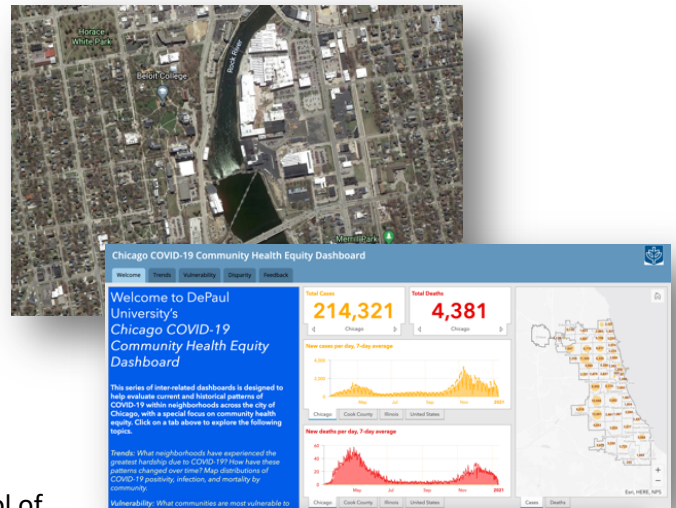 Horace
White Park
Beloit College
Rock River
Merrill Park
Chicago COVID-19 Community Health Equity Dashboard
Welcome Trends Vulnerability Disparity Feedback
Welcome to DePaul
University's
Chicago COVID-19
Community Health Equity
Dashboard
This series of inter-related dashboards is designed to
help evaluate current and historical patterns of
COVID-19 within neighborhoods across the city of
Chicago, with a special focus on community health
equity. Click on a tab above to explore the following
topics.
Trends: What neighborhoods have experienced the
greatest hardship due to COVID-19? How have these
patterns changed over time? Map distributions of
COVID-19 positivity, infection, and mortality by
community.
Vulnerability: What communities are most vulnerable to
Total Cases
214,321
Chicago
Total Deaths
4,381
Chicago
New cases per day, 7-day average
4,000
2,000
0
May Jul Sep Nov 2021
Chicago Cook County Illinois United States
New deaths per day, 7-day average
60
40
20
0
May Jul Sep Nov 2021
Chicago Cook County Illinois United States
+
−
Esri, HERE, NPS
Cases Deaths
ol of